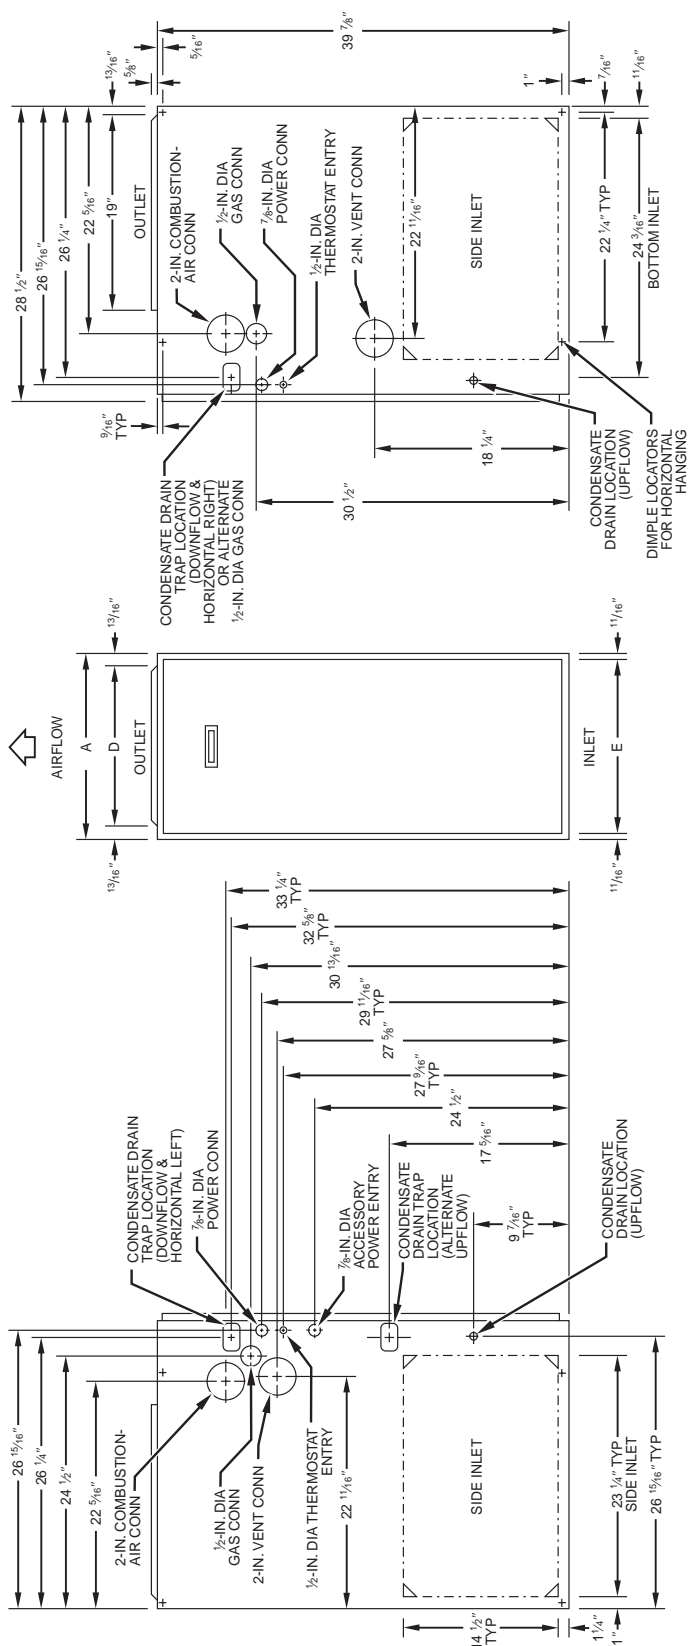 26 15⁄16"
26 1⁄4"
24 1⁄2"
22 5⁄16"
2-IN. COMBUSTION-
AIR CONN
1⁄2-IN. DIA
GAS CONN
2-IN. VENT CONN
1⁄2-IN. DIA THERMOSTAT
ENTRY
22 11⁄16"
SIDE INLET
14 1⁄2"
TYP
1 1⁄4"
1"
23 1⁄4" TYP
SIDE INLET
26 15⁄16" TYP
CONDENSATE DRAIN
TRAP LOCATION
(DOWNFLOW &
HORIZONTAL LEFT)
7⁄8-IN. DIA
POWER CONN
7⁄8-IN. DIA
ACCESSORY
POWER ENTRY
CONDENSATE
DRAIN TRAP
LOCATION
(ALTERNATE
UPFLOW)
CONDENSATE
DRAIN LOCATION
(UPFLOW)
33 1⁄4"
TYP
32 5⁄8"
TYP
30 13⁄16"
29 11⁄16"
TYP
27 5⁄8"
27 9⁄16"
TYP
24 1⁄2"
17 5⁄16"
9 7⁄16"
TYP
AIRFLOW
A
D
13⁄16"
13⁄16"
OUTLET
INLET
E
11⁄16"
11⁄16"
28 1⁄2"
26 15⁄16"
26 1⁄4"
22 5⁄16"
19"
OUTLET
13⁄16"
5⁄8"
5⁄16"
39 7⁄8"
9⁄16"
TYP
CONDENSATE DRAIN
TRAP LOCATION
(DOWNFLOW &
HORIZONTAL RIGHT)
OR ALTERNATE
1⁄2-IN. DIA GAS CONN
2-IN. COMBUSTION-
AIR CONN
1⁄2-IN. DIA
GAS CONN
7⁄8-IN. DIA
POWER CONN
1⁄2-IN. DIA
THERMOSTAT ENTRY
2-IN. VENT CONN
22 11⁄16"
SIDE INLET
30 1⁄2"
18 1⁄4"
1"
7⁄16"
11⁄16"
22 1⁄4" TYP
24 3⁄16"
BOTTOM INLET
CONDENSATE
DRAIN LOCATION
(UPFLOW)
DIMPLE LOCATORS
FOR HORIZONTAL
HANGING